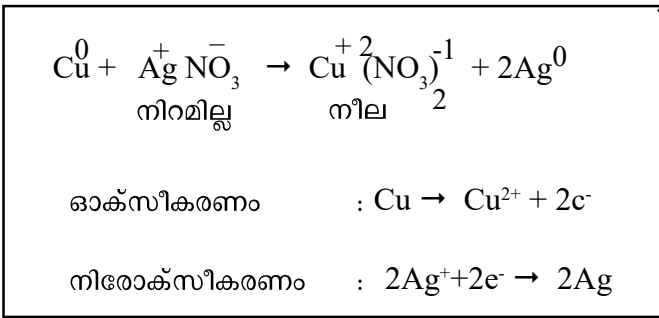 Cu⁰ + Ag⁺NO₃⁻ → Cu⁺²(NO₃)₂⁻¹ + 2Ag⁰
നിറമില്ല നീല
ഓക്സീകരണം : Cu → Cu²⁺ + 2c⁻
നിരോക്സീകരണം : 2Ag⁺+2e⁻ → 2Ag